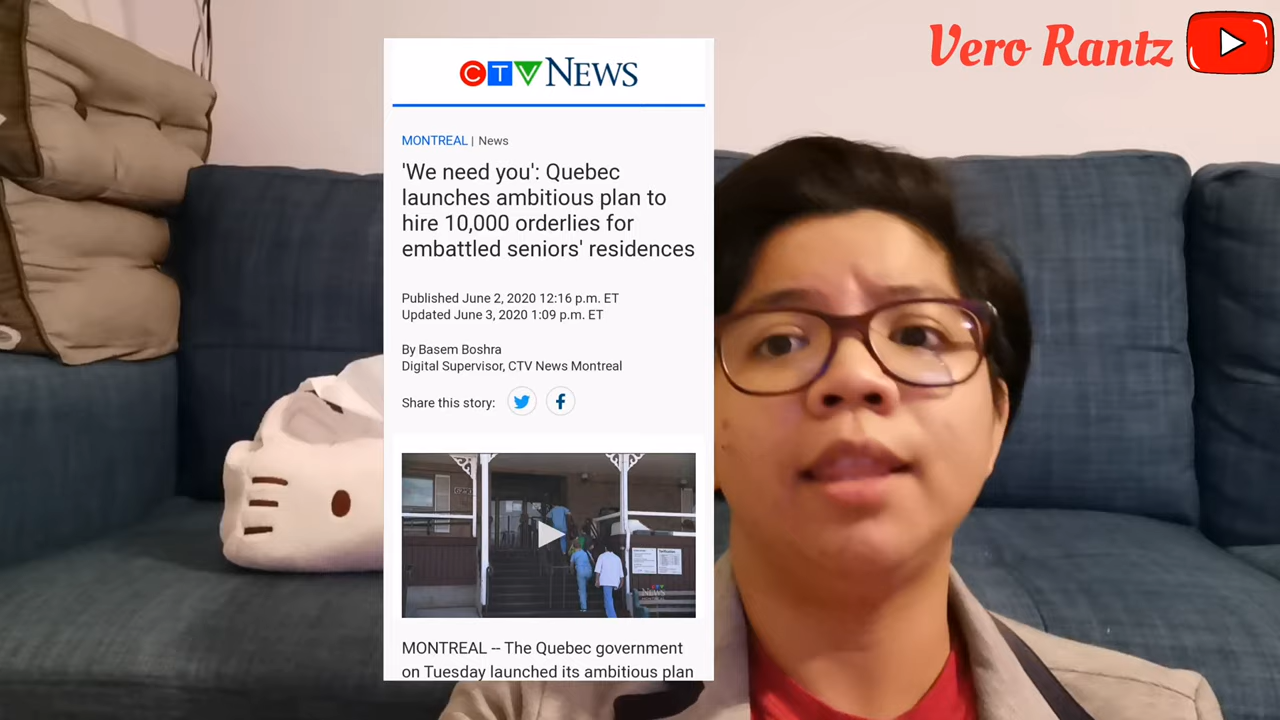 Vero Rantz
CTV NEWS
MONTREAL | News
'We need you': Quebec
launches ambitious plan to
hire 10,000 orderlies for
embattled seniors' residences
Published June 2, 2020 12:16 p.m. ET
Updated June 3, 2020 1:09 p.m. ET
By Basem Boshra
Digital Supervisor, CTV News Montreal
Share this story:
NEWS
MONTREAL -- The Quebec government
on Tuesday launched its ambitious plan